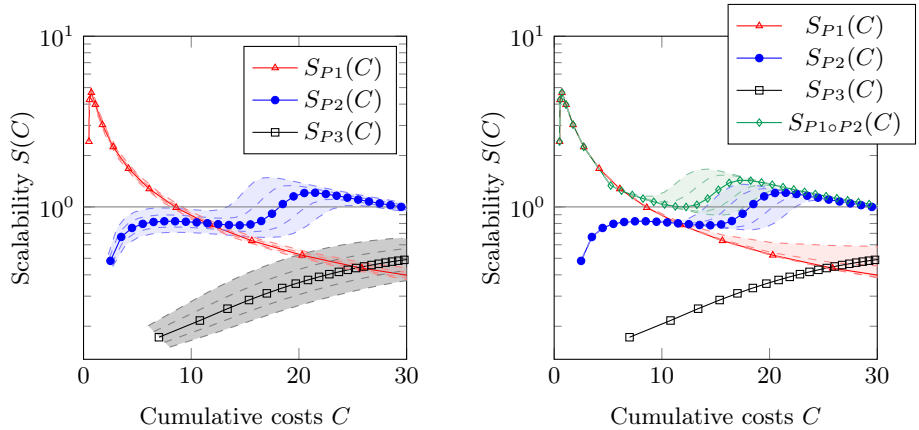 Scalability S(C)
10^1
10^0
0
10
20
30
Cumulative costs C
S_{P1}(C)
S_{P2}(C)
S_{P3}(C)
Scalability S(C)
10^1
10^0
0
10
20
30
Cumulative costs C
S_{P1}(C)
S_{P2}(C)
S_{P3}(C)
S_{P1∘P2}(C)